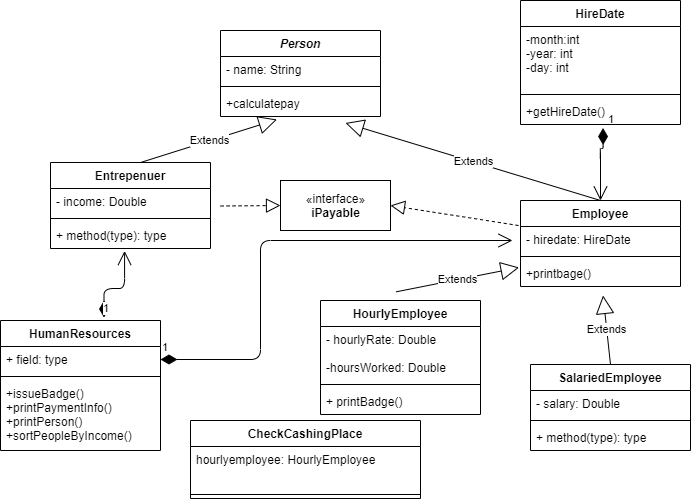 HireDate
-month:int
-year: int
-day: int
+getHireDate()
1
Person
- name: String
+calculatepay
Extends
Extends
Entrepenuer
- income: Double
+ method(type): type
«interface»
iPayable
Employee
- hiredate: HireDate
+printbage()
Extends
Extends
1
HumanResources
+ field: type
+issueBadge()
+printPaymentInfo()
+printPerson()
+sortPeopleByIncome()
1
HourlyEmployee
- hourlyRate: Double
-hoursWorked: Double
+ printBadge()
SalariedEmployee
- salary: Double
+ method(type): type
CheckCashingPlace
hourlyemployee: HourlyEmployee